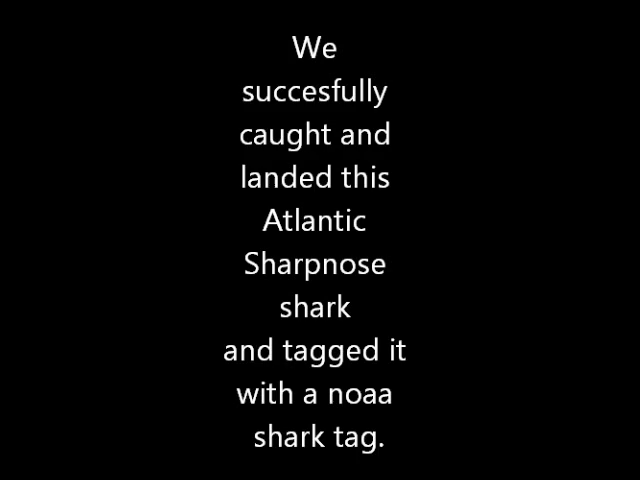 We
succesfully
caught and
landed this
Atlantic
Sharpnose
shark
and tagged it
with a noaa
shark tag.